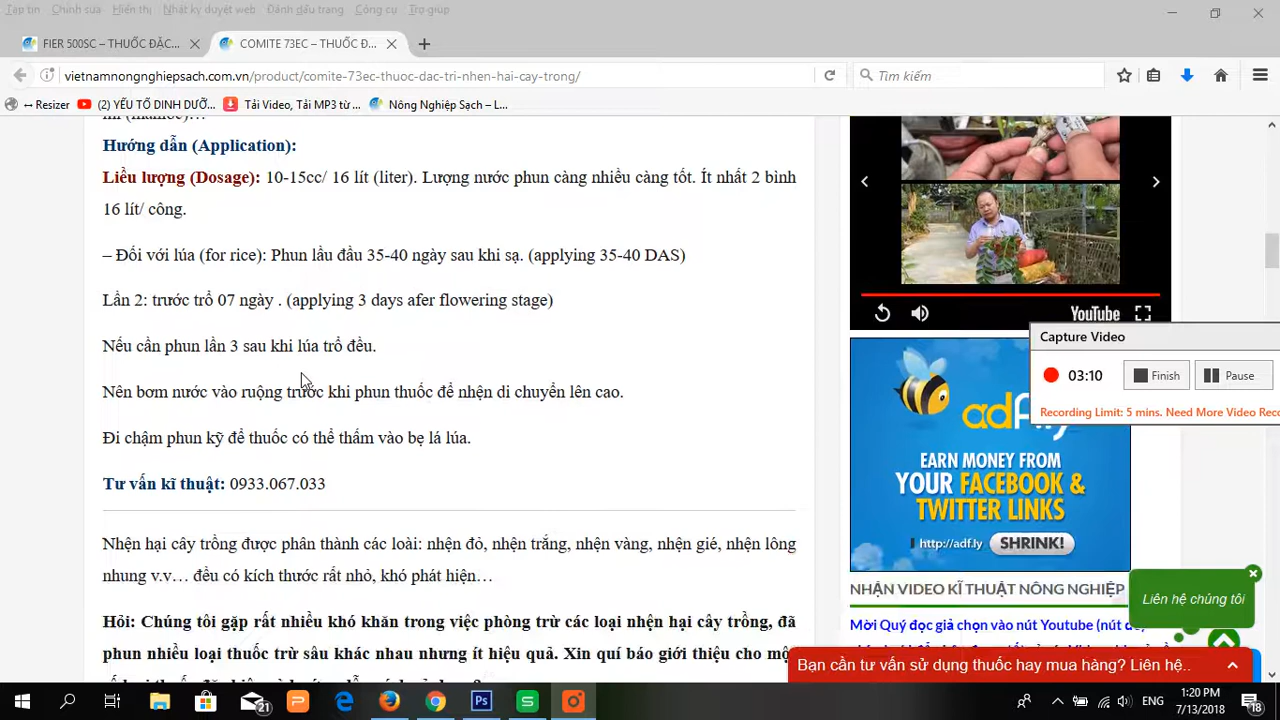 Tập tin Chỉnh sửa Hiển thị Nhật ký duyệt web Đánh dấu trang Công cụ Trợ giúp
FIER 500SC – THUỐC ĐẶC...
COMITE 73EC – THUỐC Đ...
vietnamnongnghiepsach.com.vn/product/comite-73ec-thuoc-dac-tri-nhen-hai-cay-trong/
Tìm kiếm
↔ Resizer
(2) YẾU TỐ DINH DƯỠ...
Tải Video, Tải MP3 từ ...
Nông Nghiệp Sạch – L...
mì (manioc)…
Hướng dẫn (Application):
Liều lượng (Dosage): 10-15cc/ 16 lít (liter). Lượng nước phun càng nhiều càng tốt. Ít nhất 2 bình
16 lít/ công.
– Đối với lúa (for rice): Phun lầu đầu 35-40 ngày sau khi sạ. (applying 35-40 DAS)
Lần 2: trước trổ 07 ngày . (applying 3 days afer flowering stage)
Nếu cần phun lần 3 sau khi lúa trổ đều.
Nên bơm nước vào ruộng trước khi phun thuốc để nhện di chuyển lên cao.
Đi chậm phun kỹ để thuốc có thể thấm vào bẹ lá lúa.
Tư vấn kĩ thuật: 0933.067.033
Nhện hại cây trồng được phân thành các loài: nhện đỏ, nhện trắng, nhện vàng, nhện gié, nhện lông
nhung v.v… đều có kích thước rất nhỏ, khó phát hiện…
Hỏi: Chúng tôi gặp rất nhiều khó khăn trong việc phòng trừ các loại nhện hại cây trồng, đã
phun nhiều loại thuốc trừ sâu khác nhau nhưng ít hiệu quả. Xin quí báo giới thiệu cho mộ
YouTube
Capture Video
03:10
Finish
Pause
Recording Limit: 5 mins. Need More Video Reco
adfly
EARN MONEY FROM
YOUR FACEBOOK &
TWITTER LINKS
http://adf.ly SHRINK!
NHẬN VIDEO KĨ THUẬT NÔNG NGHIỆP
Liên hệ chúng tôi
Mời Quý đọc giả chọn vào nút Youtube (nút
Bạn cần tư vấn sử dụng thuốc hay mua hàng? Liên hệ..
21
ENG
1:20 PM
7/13/2018
18